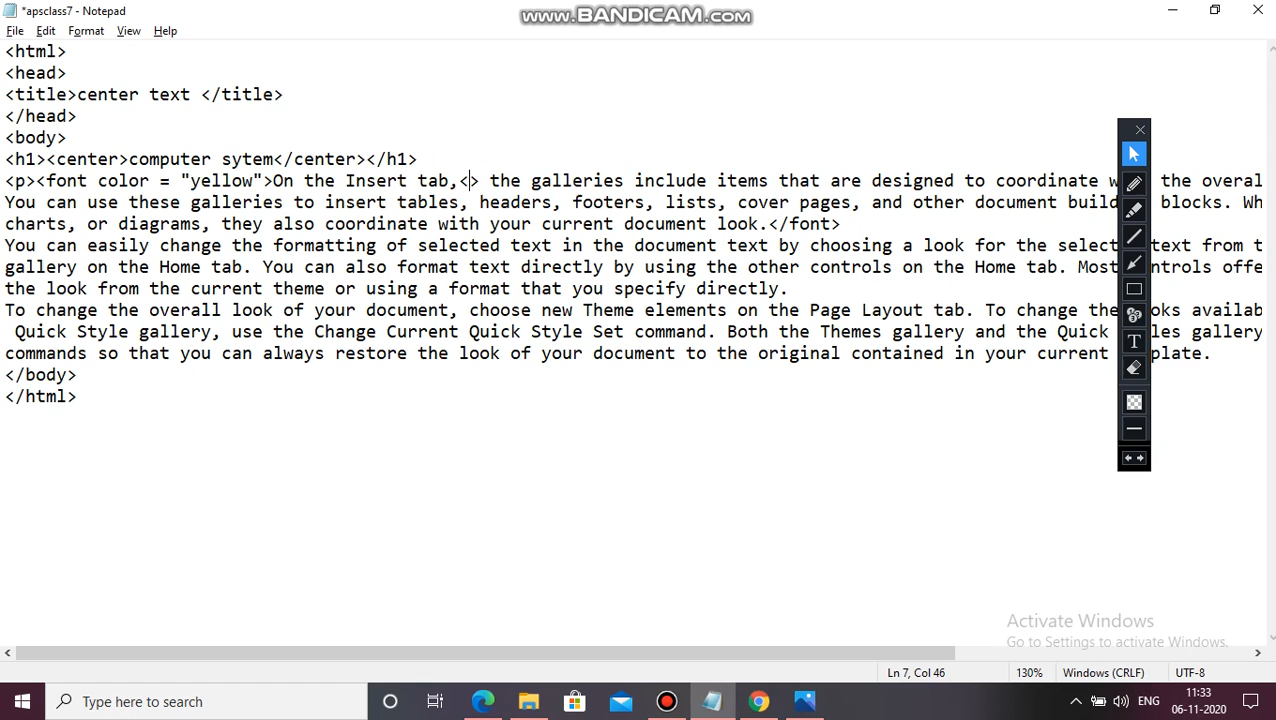 *apsclass7 - Notepad
www.BANDICAM.com
File Edit Format View Help
<html>
<head>
<title>center text </title>
</head>
<body>
<h1><center>computer sytem</center></h1>
<p><font color = "yellow">On the Insert tab,<> the galleries include items that are designed to coordinate the overal
You can use these galleries to insert tables, headers, footers, lists, cover pages, and other document build blocks. Wh
charts, or diagrams, they also coordinate with your current document look.</font>
You can easily change the formatting of selected text in the document text by choosing a look for the select text from t
gallery on the Home tab. You can also format text directly by using the other controls on the Home tab. Most ntrols offe
the look from the current theme or using a format that you specify directly.
To change the overall look of your document, choose new Theme elements on the Page Layout tab. To change the oks availab
Quick Style gallery, use the Change Current Quick Style Set command. Both the Themes gallery and the Quick les gallery
commands so that you can always restore the look of your document to the original contained in your current plate.
</body>
</html>
T
Activate Windows
Go to Settings to activate Windows.
Ln 7, Col 46 130% Windows (CRLF) UTF-8
Type here to search
ENG
11:33
06-11-2020